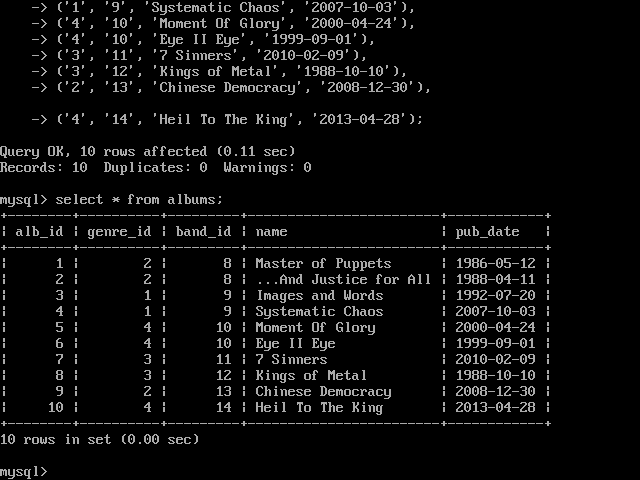 -> ('1', '9', 'Systematic Chaos', '2007-10-03'),
-> ('4', '10', 'Moment Of Glory', '2000-04-24'),
-> ('4', '10', 'Eye II Eye', '1999-09-01'),
-> ('3', '11', '7 Sinners', '2010-02-09'),
-> ('3', '12', 'Kings of Metal', '1988-10-10'),
-> ('2', '13', 'Chinese Democracy', '2008-12-30'),
-> ('4', '14', 'Heil To The King', '2013-04-28');
Query OK, 10 rows affected (0.11 sec)
Records: 10  Duplicates: 0  Warnings: 0
mysql> select * from albums;
+--------+----------+---------+------------------------+------------+
| alb_id | genre_id | band_id | name                   | pub_date   |
+--------+----------+---------+------------------------+------------+
|      1 |        2 |       8 | Master of Puppets      | 1986-05-12 |
|      2 |        2 |       8 | ...And Justice for All | 1988-04-11 |
|      3 |        1 |       9 | Images and Words       | 1992-07-20 |
|      4 |        1 |       9 | Systematic Chaos       | 2007-10-03 |
|      5 |        4 |      10 | Moment Of Glory        | 2000-04-24 |
|      6 |        4 |      10 | Eye II Eye             | 1999-09-01 |
|      7 |        3 |      11 | 7 Sinners              | 2010-02-09 |
|      8 |        3 |      12 | Kings of Metal         | 1988-10-10 |
|      9 |        2 |      13 | Chinese Democracy      | 2008-12-30 |
|     10 |        4 |      14 | Heil To The King       | 2013-04-28 |
+--------+----------+---------+------------------------+------------+
10 rows in set (0.00 sec)
mysql>